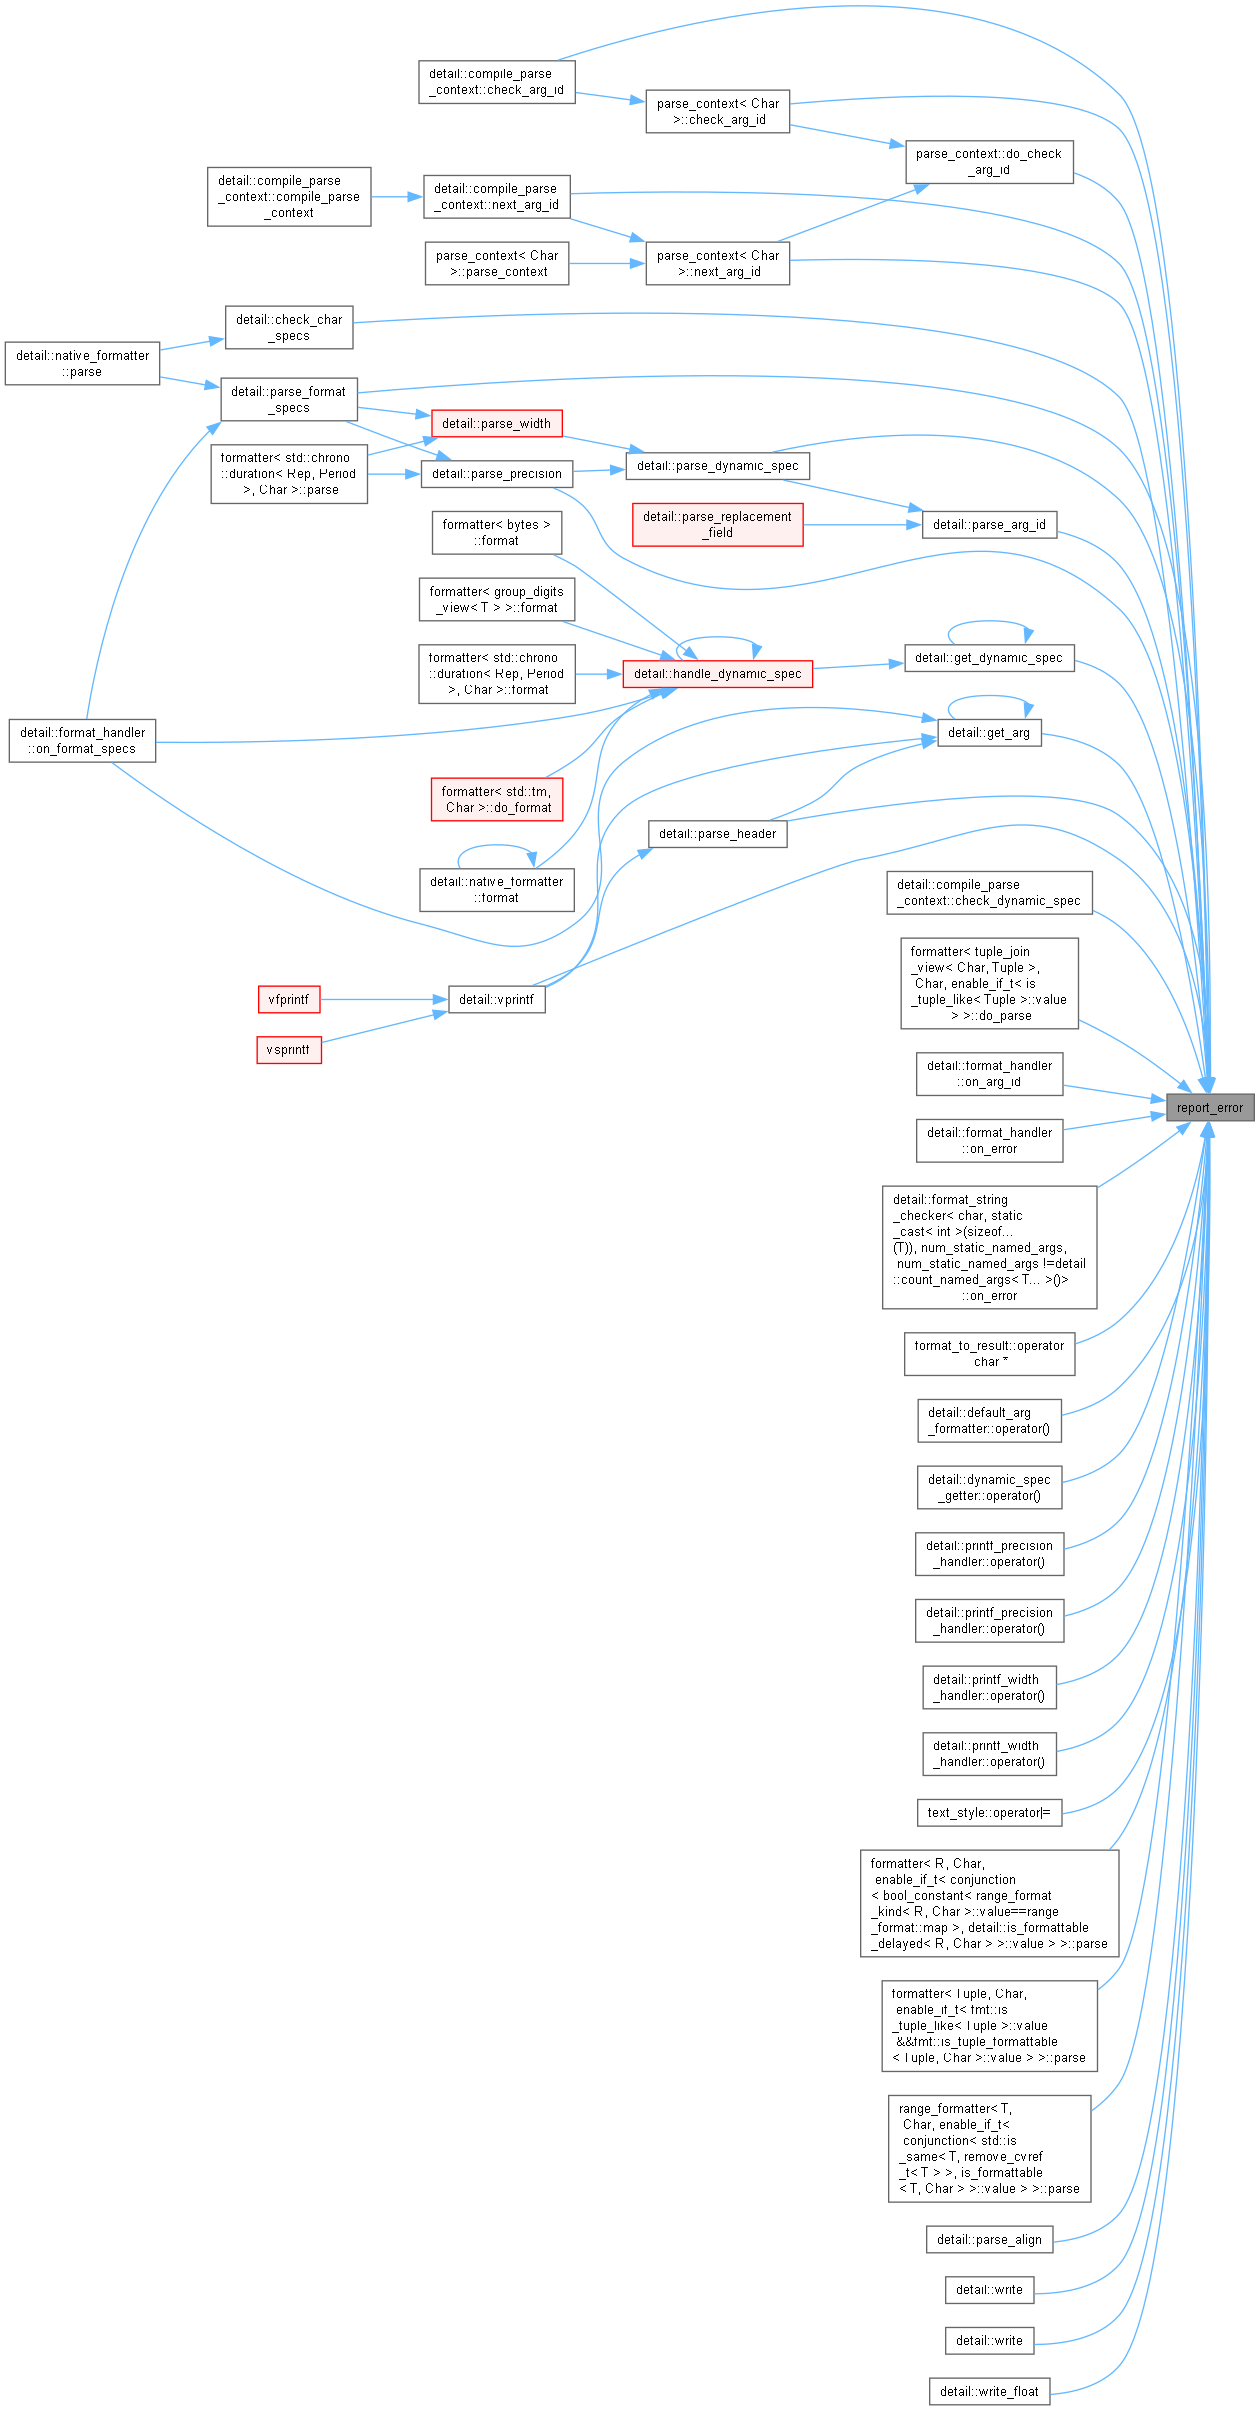 detail::compile_parse
_context::check_arg_id
parse_context< Char
>::check_arg_id
parse_context::do_check
_arg_id
detail::compile_parse
_context::compile_parse
_context
detail::compile_parse
_context::next_arg_id
parse_context< Char
>::parse_context
parse_context< Char
>::next_arg_id
detail::check_char
_specs
detail::native_formatter
::parse
detail::parse_format
_specs
detail::parse_width
formatter< std::chrono
::duration< Rep, Period
>, Char >::parse
detail::parse_precision
detail::parse_dynamic_spec
detail::parse_replacement
_field
detail::parse_arg_id
formatter< bytes >
::format
formatter< group_digits
_view< T > >::format
formatter< std::chrono
::duration< Rep, Period
>, Char >::format
detail::handle_dynamic_spec
detail::get_dynamic_spec
detail::format_handler
::on_format_specs
detail::get_arg
formatter< std::tm,
Char >::do_format
detail::parse_header
detail::native_formatter
::format
detail::compile_parse
_context::check_dynamic_spec
formatter< tuple_join
_view< Char, Tuple >,
Char, enable_if_t< is
_tuple_like< Tuple >::value
> >::do_parse
vfprintf
detail::vprintf
vsprintf
detail::format_handler
::on_arg_id
report_error
detail::format_handler
::on_error
detail::format_string
_checker< char, static
_cast< int >(sizeof...
(T)), num_static_named_args,
num_static_named_args !=detail
::count_named_args< T... >()>
::on_error
format_to_result::operator
char *
detail::default_arg
_formatter::operator()
detail::dynamic_spec
_getter::operator()
detail::printf_precision
_handler::operator()
detail::printf_precision
_handler::operator()
detail::printf_width
_handler::operator()
detail::printf_width
_handler::operator()
text_style::operator|=
formatter< R, Char,
enable_if_t< conjunction
< bool_constant< range_format
_kind< R, Char >::value==range
_format::map >, detail::is_formattable
_delayed< R, Char > >::value > >::parse
formatter< Tuple, Char,
enable_if_t< fmt::is
_tuple_like< Tuple >::value
&&fmt::is_tuple_formattable
< Tuple, Char >::value > >::parse
range_formatter< T,
Char, enable_if_t<
conjunction< std::is
_same< T, remove_cvref
_t< T > >, is_formattable
< T, Char > >::value > >::parse
detail::parse_align
detail::write
detail::write
detail::write_float